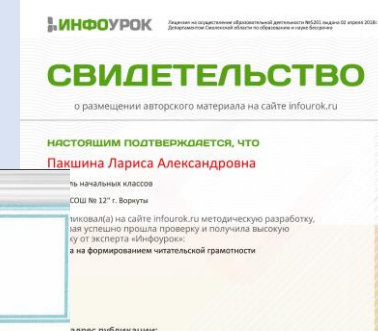 ИНФОУРОК
Лицензия на осуществление образовательной деятельности №5201 выдана 02 апреля 2018г
Департаментом Смоленской области по образованию и науке бессрочно
СВИДЕТЕЛЬСТВО
о размещении авторского материала на сайте infourok.ru
НАСТОЯЩИМ ПОДТВЕРЖДАЕТСЯ, ЧТО
Пакшина Лариса Александровна
ль начальных классов
СОШ № 12" г. Воркуты
ликовал(а) на сайте infourok.ru методическую разработку,
ая успешно прошла проверку и получила высокую
ку от эксперта «Инфоурок»:
а на формированием читательской грамотности
адрес публикации: